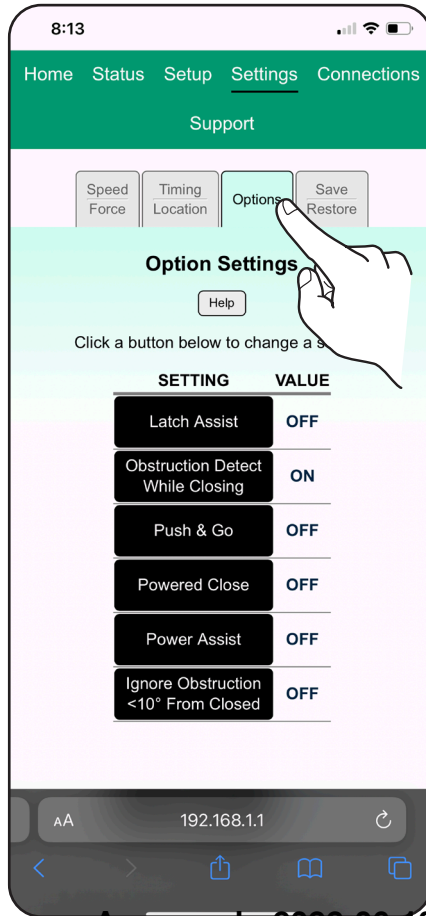 8:13
Home Status Setup Settings Connections
Support
Speed
Force
Timing
Location
Options
Save
Restore
Option Settings
Help
Click a button below to change a s
SETTING VALUE
Latch Assist OFF
Obstruction Detect
While Closing
ON
Push & Go OFF
Powered Close OFF
Power Assist OFF
Ignore Obstruction
<10° From Closed
OFF
AA 192.168.1.1